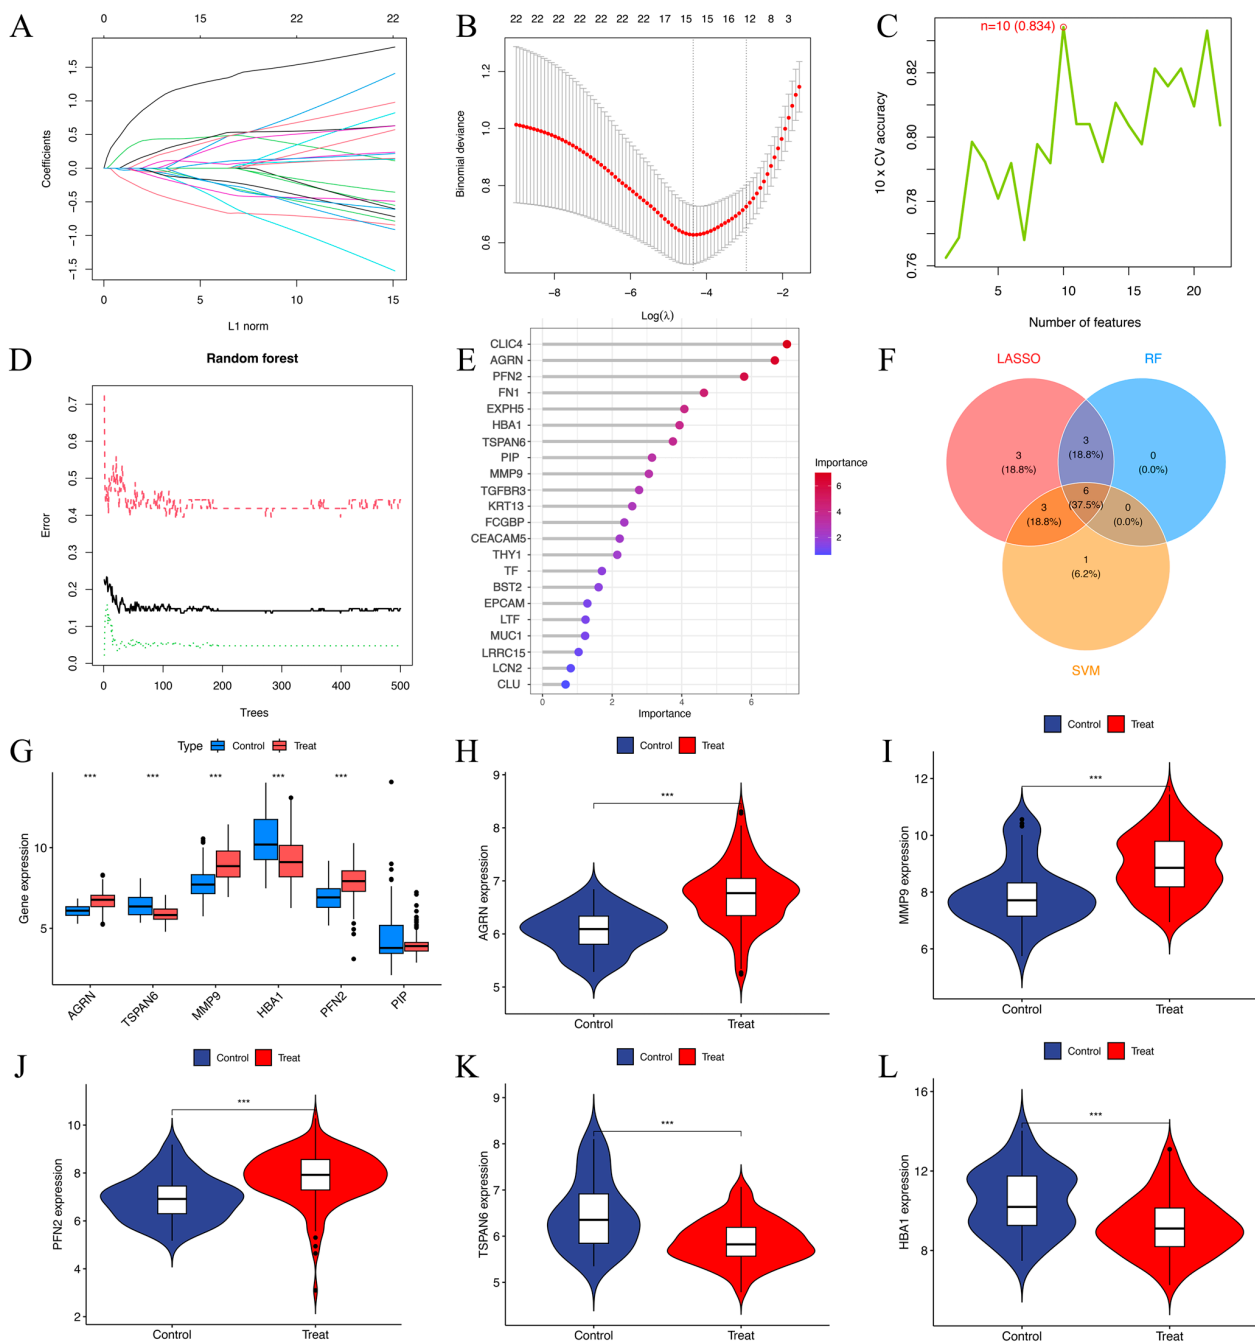 A
0 15 22 22
1.5
1.0
0.5
0.0
−0.5
−1.0
−1.5
Coefficients
0 5 10 15
L1 norm
B
22 22 22 22 22 22 22 17 15 15 16 12 8 3
1.2
1.0
0.8
0.6
Binomial deviance
−8 −6 −4 −2
Log(λ)
C
n=10 (0.834)
0.82
0.80
0.78
0.76
10 x CV accuracy
5 10 15 20
Number of features
D
Random forest
0.7
0.6
0.5
0.4
0.3
0.2
0.1
0.0
Error
0 100 200 300 400 500
Trees
E
CLIC4
AGRN
PFN2
FN1
EXPH5
HBA1
TSPAN6
PIP
MMP9
TGFBR3
KRT13
FCGBP
CEACAM5
THY1
TF
BST2
EPCAM
LTF
MUC1
LRRC15
LCN2
CLU
0 2 4 6
Importance
Importance
6
4
2
F
LASSO
RF
3
(18.8%)
3
(18.8%)
0
(0.0%)
6
(37.5%)
3
(18.8%)
0
(0.0%)
1
(6.2%)
SVM
G
Type Control Treat
*** *** *** *** ***
10
5
Gene expression
AGRN TSPAN6 MMP9 HBA1 PFN2 PIP
H
Control Treat
***
9
8
7
6
5
AGRN expression
Control Treat
I
Control Treat
***
12
10
8
6
MMP9 expression
Control Treat
J
Control Treat
***
10
8
6
4
2
PFN2 expression
Control Treat
K
Control Treat
***
9
8
7
6
5
TSPAN6 expression
Control Treat
L
Control Treat
***
16
12
8
HBA1 expression
Control Treat